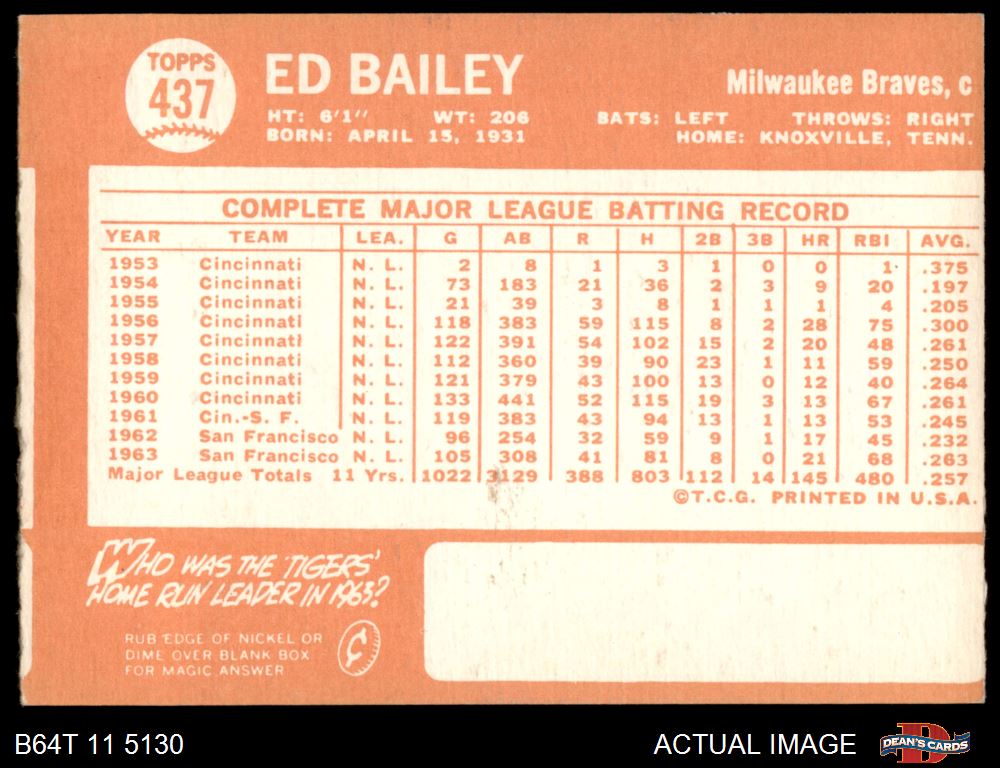 TOPPS
437
ED BAILEY
Milwaukee Braves, c
HT: 6'1" WT: 206 BATS: LEFT THROWS: RIGHT
BORN: APRIL 15, 1931 HOME: KNOXVILLE, TENN.
COMPLETE MAJOR LEAGUE BATTING RECORD
YEAR TEAM LEA. G AB R H 2B 3B HR RBI AVG.
1953 Cincinnati N. L. 2 8 1 3 1 0 0 1 .375
1954 Cincinnati N. L. 73 183 21 36 2 3 9 20 .197
1955 Cincinnati N. L. 21 39 3 8 1 1 1 4 .205
1956 Cincinnati N. L. 118 383 59 115 8 2 28 75 .300
1957 Cincinnati N. L. 122 391 54 102 15 2 20 48 .261
1958 Cincinnati N. L. 112 360 39 90 23 1 11 59 .250
1959 Cincinnati N. L. 121 379 43 100 13 0 12 40 .264
1960 Cincinnati N. L. 133 441 52 115 19 3 13 67 .261
1961 Cin.-S. F. N. L. 119 383 43 94 13 1 13 53 .245
1962 San Francisco N. L. 96 254 32 59 9 1 17 45 .232
1963 San Francisco N. L. 105 308 41 81 8 0 21 68 .263
Major League Totals 11 Yrs. 1022 3129 388 803 112 14 145 480 .257
©T.C.G. PRINTED IN U.S.A.
WHO WAS THE TIGERS'
HOME RUN LEADER IN 1963?
RUB EDGE OF NICKEL OR
DIME OVER BLANK BOX
FOR MAGIC ANSWER
¢
B64T 11 5130
ACTUAL IMAGE
D
DEAN'S CARDS